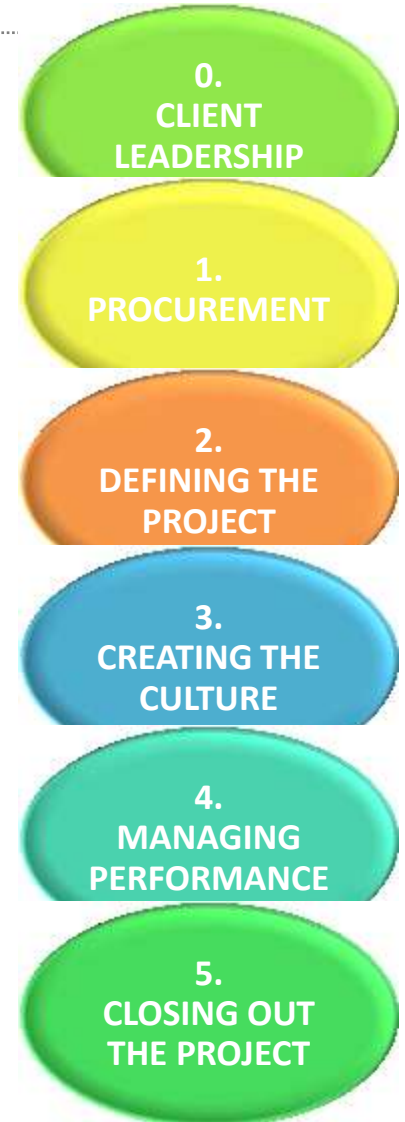 0.
CLIENT
LEADERSHIP
1.
PROCUREMENT
2.
DEFINING THE
PROJECT
3.
CREATING THE
CULTURE
4.
MANAGING
PERFORMANCE
5.
CLOSING OUT
THE PROJECT